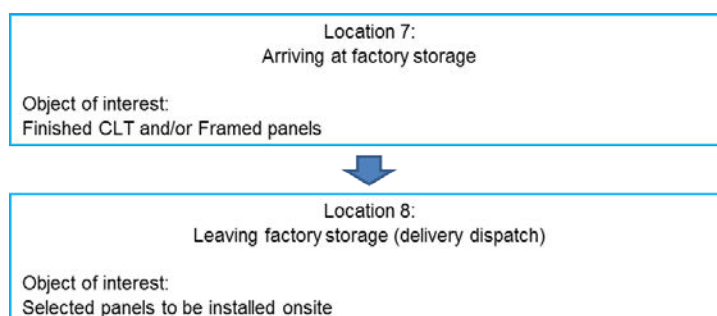 Location 7:
Arriving at factory storage
Object of interest:
Finished CLT and/or Framed panels
Location 8:
Leaving factory storage (delivery dispatch)
Object of interest:
Selected panels to be installed onsite